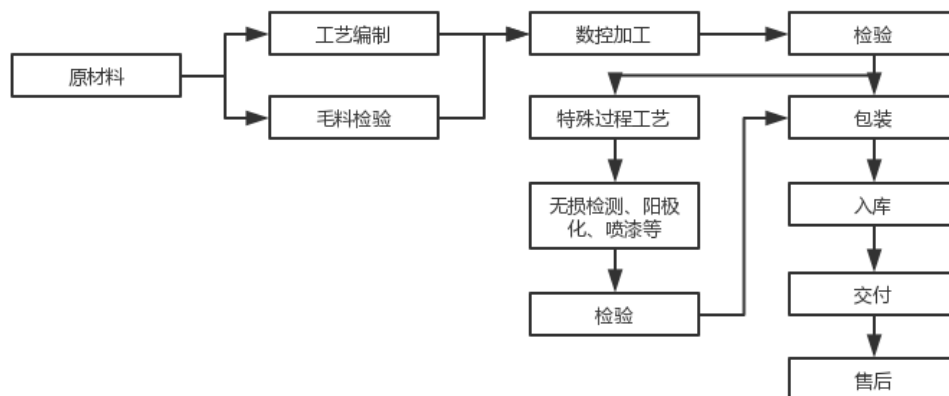 工艺编制
数控加工
检验
原材料
毛料检验
特殊过程工艺
包装
无损检测、阳极
化、喷漆等
入库
检验
交付
售后